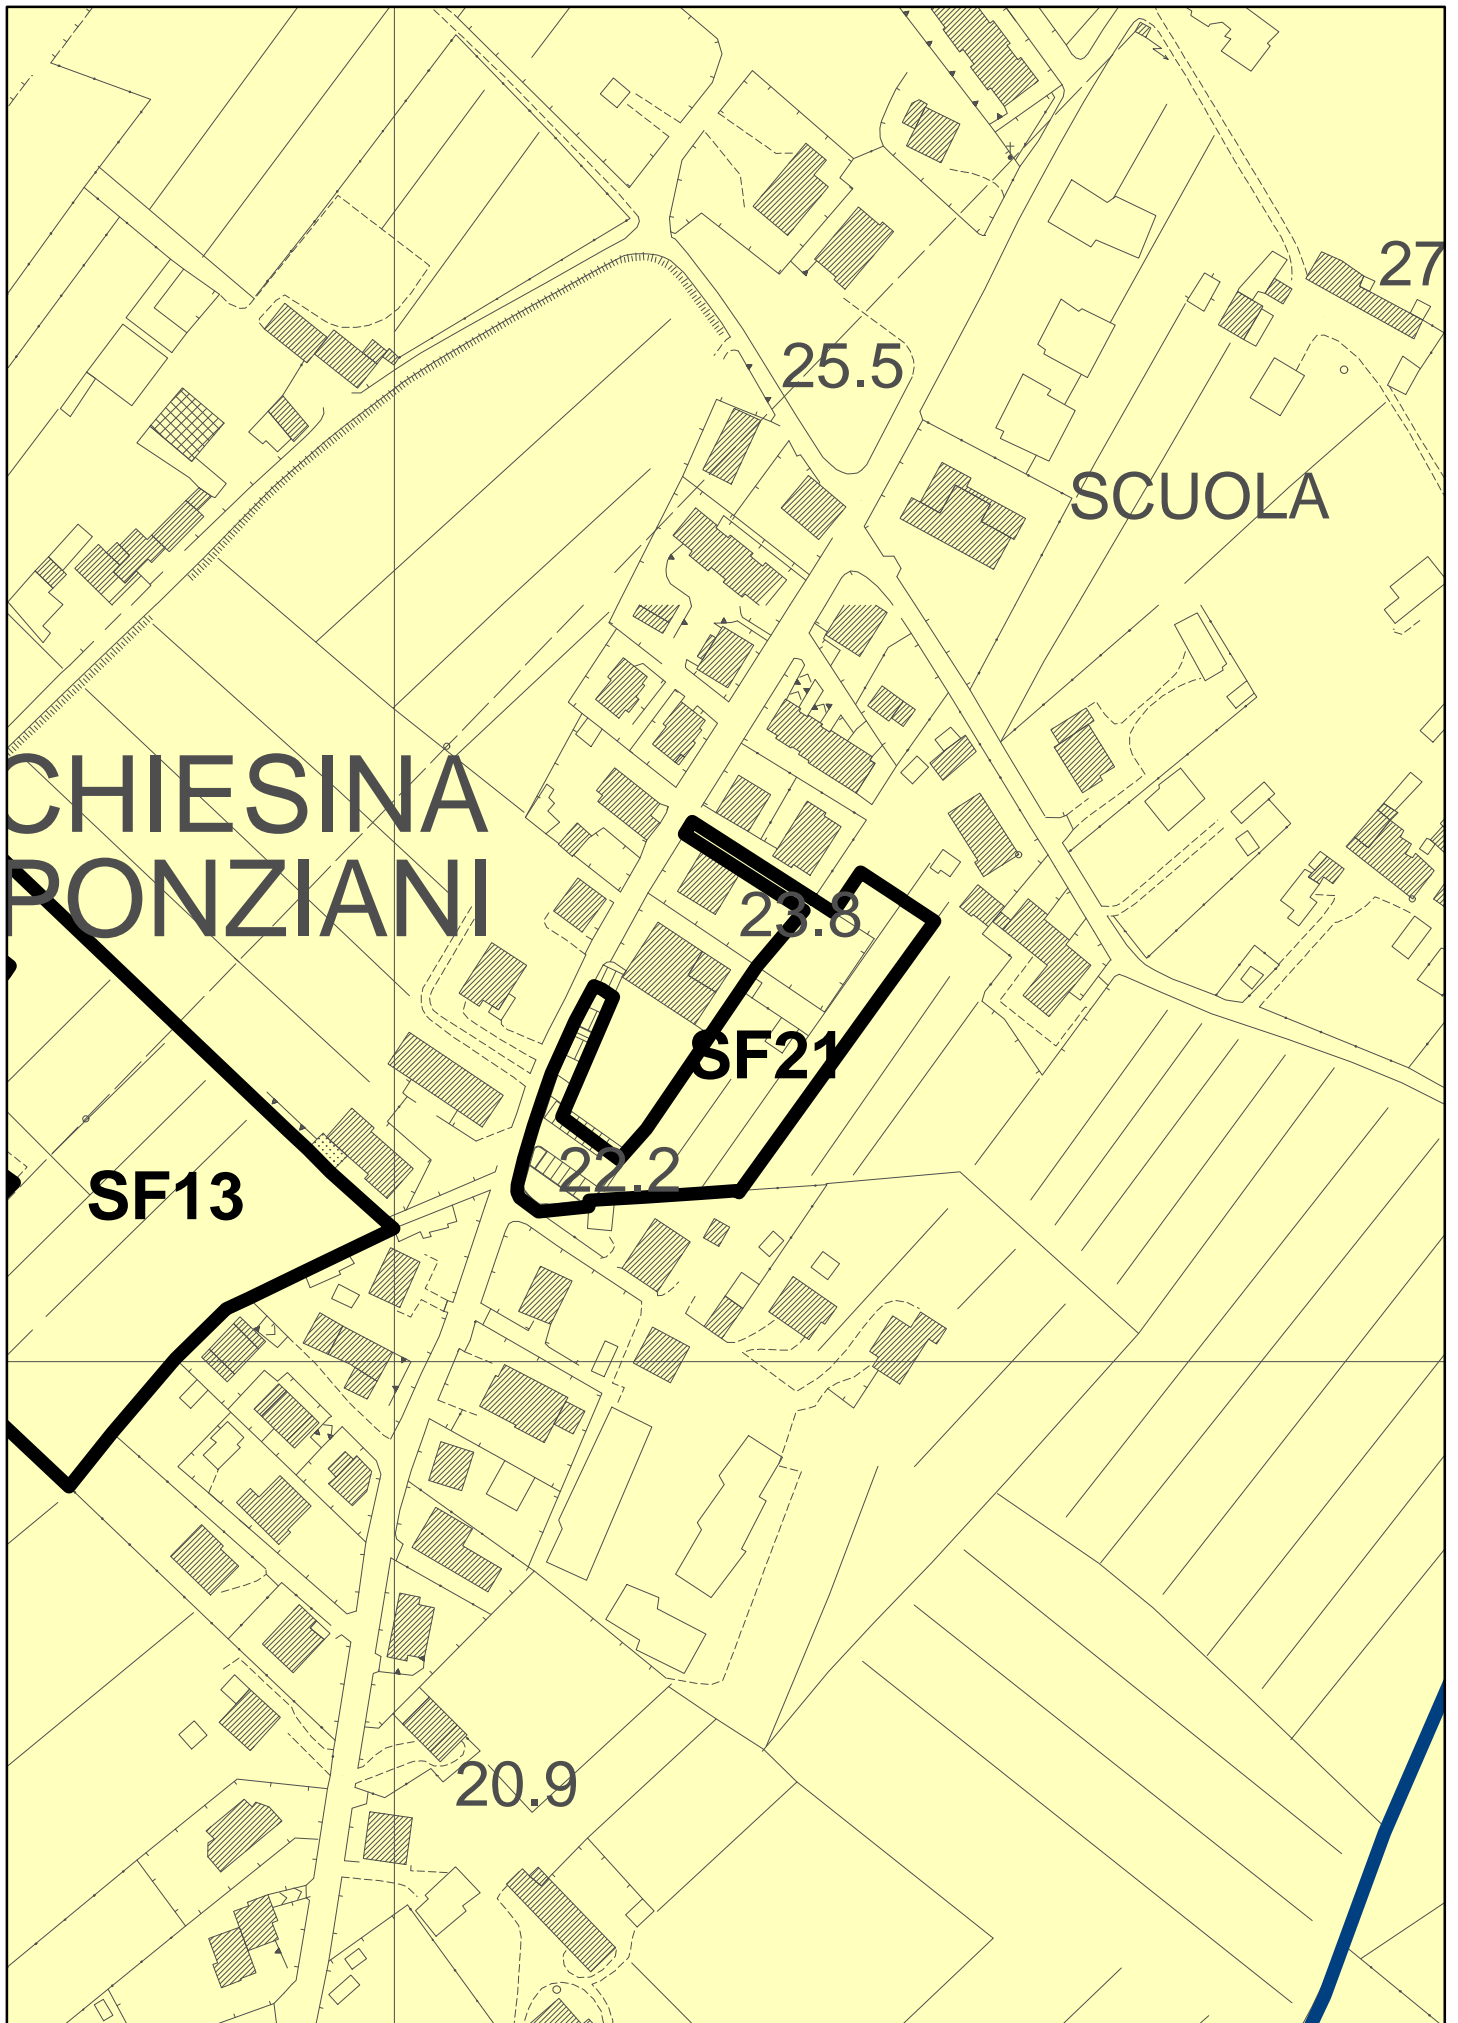 27
25.5
SCUOLA
CHIESINA
PONZIANI
23.8
SF21
22.2
SF13
20.9